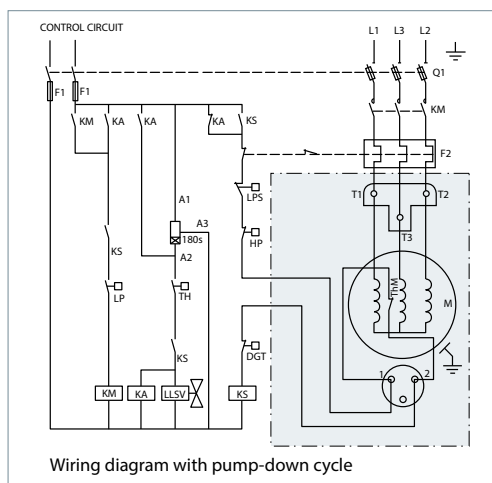 CONTROL CIRCUIT
L1 L3 L2
Q1
F1 F1
KM KA KA KA KS KM
F2
A1
LPS
T1 T2
A3
180s
HP
T3
KS
A2
ThM
LP TH
M
KS
DGT
1 2
KM KA LLSV KS
Wiring diagram with pump-down cycle